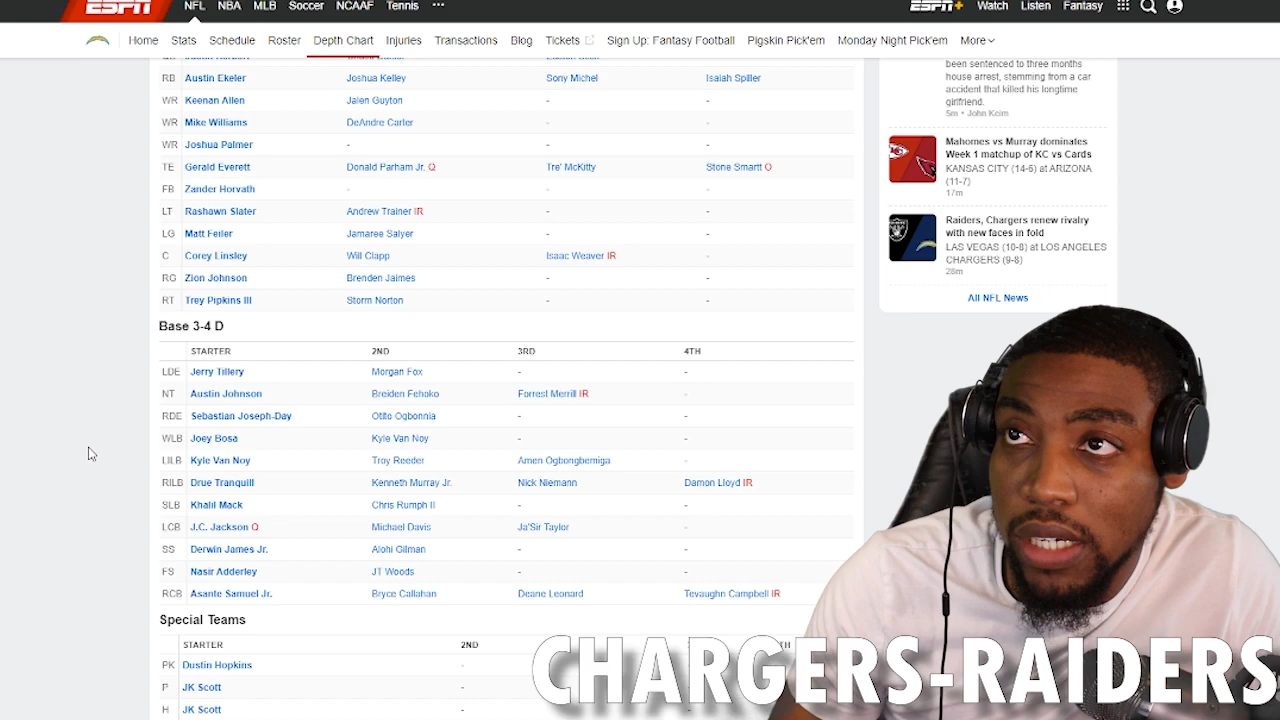 ESPN NFL NBA MLB Soccer NCAAF Tennis ··· ESPN+ Watch Listen Fantasy
Home Stats Schedule Roster Depth Chart Injuries Transactions Blog Tickets Sign Up: Fantasy Football Pigskin Pick'em Monday Night Pick'em More
RB Austin Ekeler Joshua Kelley Sony Michel Isaiah Spiller
WR Keenan Allen Jalen Guyton - -
WR Mike Williams DeAndre Carter - -
WR Joshua Palmer - - -
TE Gerald Everett Donald Parham Jr. Q Tre' McKitty Stone Smartt O
FB Zander Horvath - - -
LT Rashawn Slater Andrew Trainer IR - -
LG Matt Feiler Jamaree Salyer - -
C Corey Linsley Will Clapp Isaac Weaver IR -
RG Zion Johnson Brenden Jaimes - -
RT Trey Pipkins III Storm Norton - -
Base 3-4 D
STARTER 2ND 3RD 4TH
LDE Jerry Tillery Morgan Fox - -
NT Austin Johnson Breiden Fehoko Forrest Merrill IR -
RDE Sebastian Joseph-Day Otito Ogbonnia - -
WLB Joey Bosa Kyle Van Noy - -
LILB Kyle Van Noy Troy Reeder Amen Ogbongbemiga -
RILB Drue Tranquill Kenneth Murray Jr. Nick Niemann Damon Lloyd IR
SLB Khalil Mack Chris Rumph II - -
LCB J.C. Jackson Q Michael Davis Ja'Sir Taylor -
SS Derwin James Jr. Alohi Gilman - -
FS Nasir Adderley JT Woods - -
RCB Asante Samuel Jr. Bryce Callahan Deane Leonard Tevaughn Campbell IR
Special Teams
STARTER 2ND TH
PK Dustin Hopkins -
P JK Scott -
H JK Scott -
been sentenced to three months
house arrest, stemming from a car
accident that killed his longtime
girlfriend.
5m • John Keim
Mahomes vs Murray dominates
Week 1 matchup of KC vs Cards
KANSAS CITY (14-6) at ARIZONA
(11-7)
17m
Raiders, Chargers renew rivalry
with new faces in fold
LAS VEGAS (10-8) at LOS ANGELES
CHARGERS (9-8)
28m
All NFL News
CHARGERS-RAIDERS